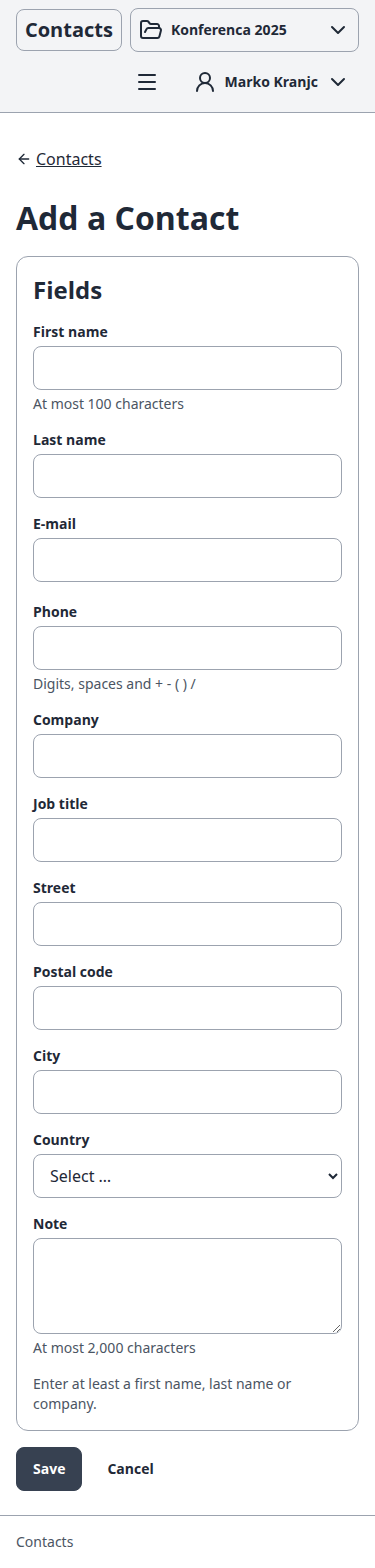 Contacts
Konferenca 2025
Marko Kranjc
← Contacts
Add a Contact
Fields
First name
At most 100 characters
Last name
E-mail
Phone
Digits, spaces and + - ( ) /
Company
Job title
Street
Postal code
City
Country
Select ...
Note
At most 2,000 characters
Enter at least a first name, last name or
company.
Save
Cancel
Contacts